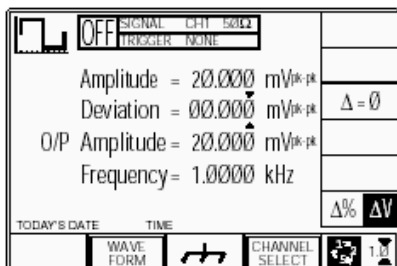 OFF SIGNAL CH1 50Ω
TRIGGER NONE
Amplitude = 20.000 mVpk-pk
Deviation = 00.000 mVpk-pk
Δ = 0
O/P Amplitude = 20.000 mVpk-pk
Frequency = 1.0000 kHz
Δ% ΔV
TODAY'S DATE TIME
WAVE FORM
CHANNEL SELECT